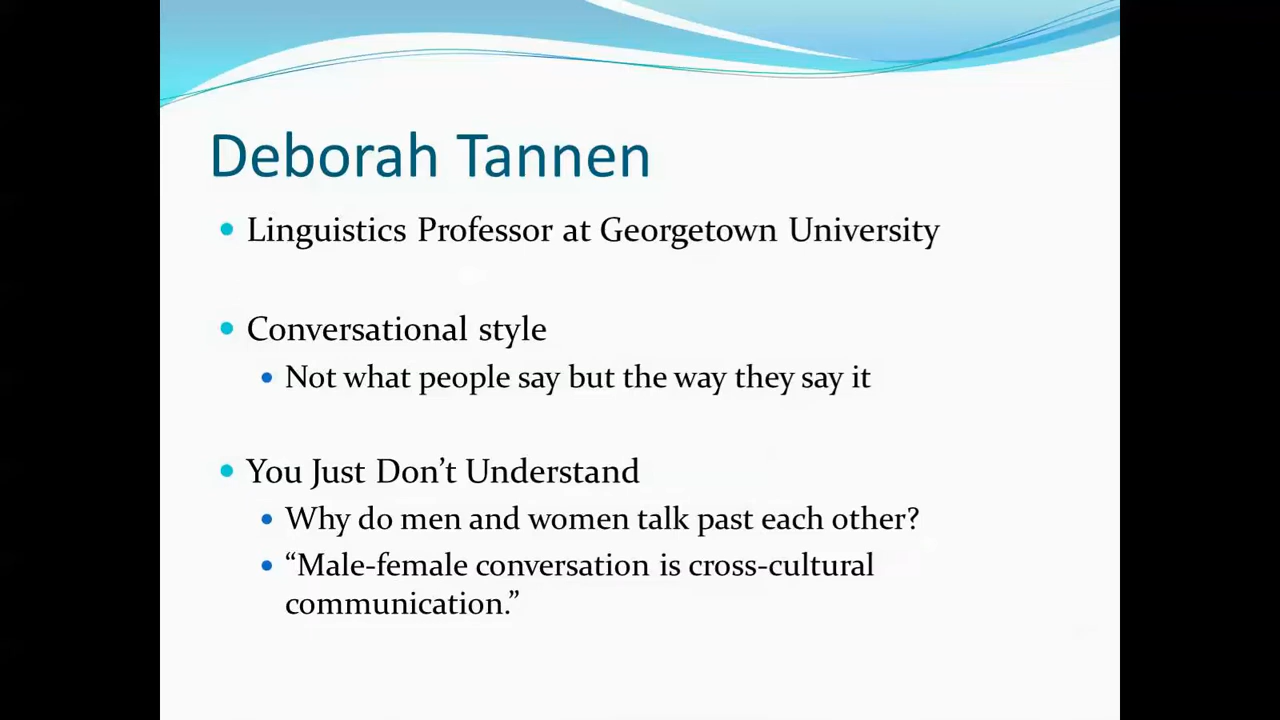 Deborah Tannen
• Linguistics Professor at Georgetown University
• Conversational style
• Not what people say but the way they say it
• You Just Don’t Understand
• Why do men and women talk past each other?
• “Male-female conversation is cross-cultural
communication.”